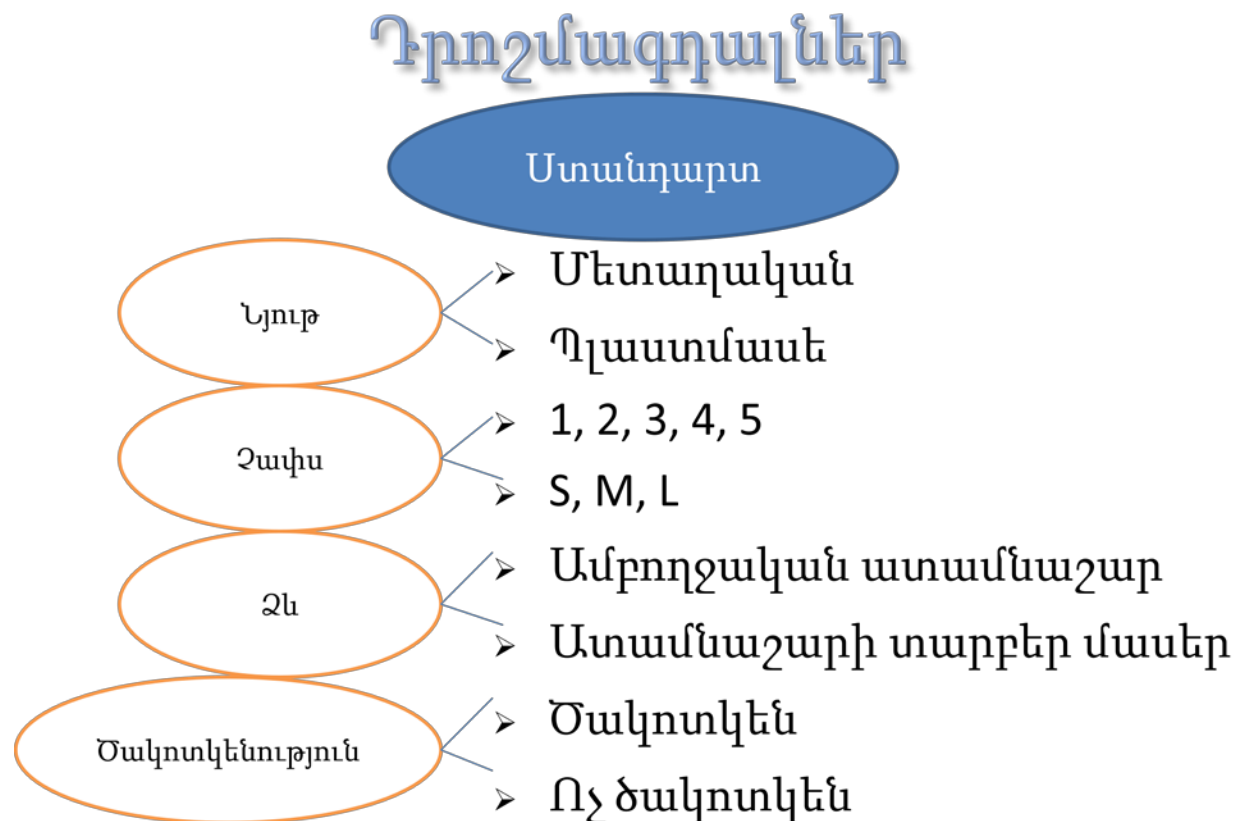 Դրոշմագդալներ
Ստանդարտ
Նյութ
Մետաղական
Պլաստմասե
Չափս
1, 2, 3, 4, 5
S, M, L
Ձև
Ամբողջական ատամնաշար
Ատամնաշարի տարբեր մասեր
Ծակոտկենություն
Ծակոտկեն
Ոչ ծակոտկեն